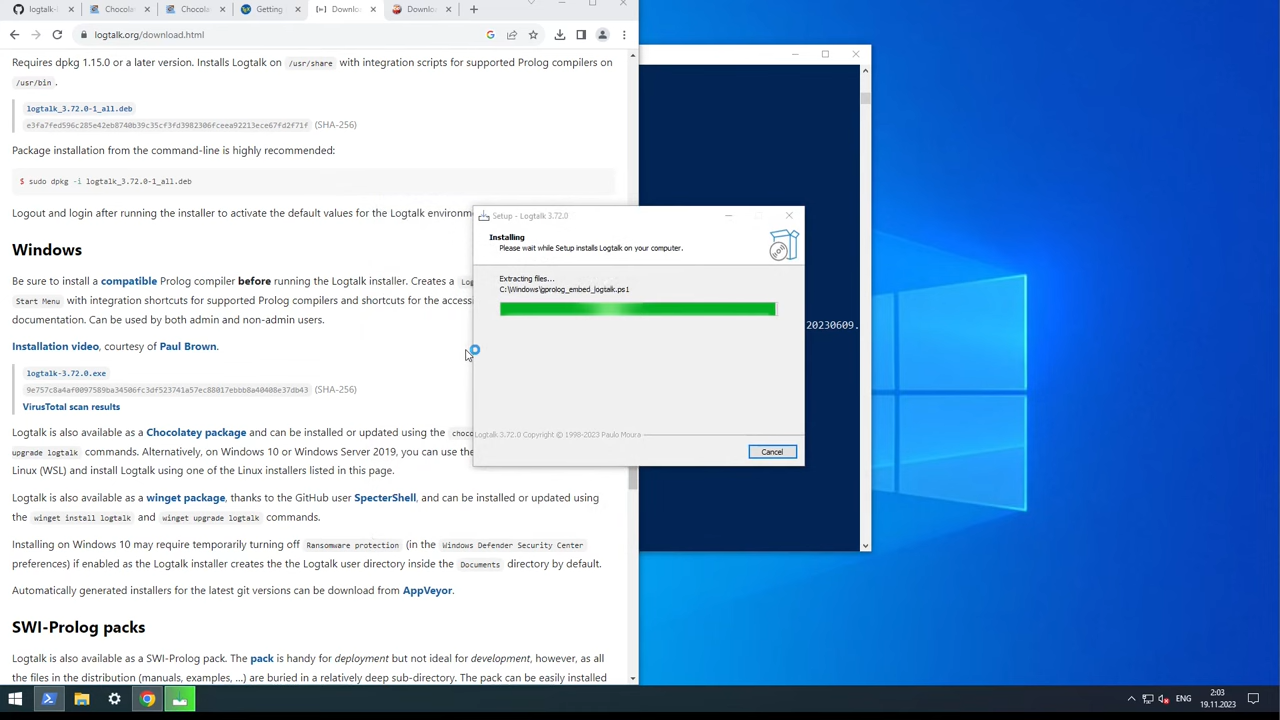 logtalk-
Chocola
Chocola
Getting
Downlo
Downlo
logtalk.org/download.html
Requires dpkg 1.15.0 or a later version. Installs Logtalk on /usr/share with integration scripts for supported Prolog compilers on
/usr/bin .
logtalk_3.72.0-1_all.deb
e3fa7fed596c285e42eb8740b39c35cf3fd3982306fceea92213ece67fd2f71f (SHA-256)
Package installation from the command-line is highly recommended:
$ sudo dpkg -i logtalk_3.72.0-1_all.deb
Logout and login after running the installer to activate the default values for the Logtalk environm
Windows
Be sure to install a compatible Prolog compiler before running the Logtalk installer. Creates a Log
Start Menu with integration shortcuts for supported Prolog compilers and shortcuts for the acces
documentation. Can be used by both admin and non-admin users.
Installation video, courtesy of Paul Brown.
logtalk-3.72.0.exe
9e757c8a4af0097589ba34506fc3df523741a57ec88017ebbb8a40408e37db43 (SHA-256)
VirusTotal scan results
Logtalk is also available as a Chocolatey package and can be installed or updated using the choco
upgrade logtalk commands. Alternatively, on Windows 10 or Windows Server 2019, you can use the
Linux (WSL) and install Logtalk using one of the Linux installers listed in this page.
Logtalk is also available as a winget package, thanks to the GitHub user SpecterShell, and can be installed or updated using
the winget install logtalk and winget upgrade logtalk commands.
Installing on Windows 10 may require temporarily turning off Ransomware protection (in the Windows Defender Security Center
preferences) if enabled as the Logtalk installer creates the the Logtalk user directory inside the Documents directory by default.
Automatically generated installers for the latest git versions can be download from AppVeyor.
SWI-Prolog packs
Logtalk is also available as a SWI-Prolog pack. The pack is handy for deployment but not ideal for development, however, as all
the files in the distribution (manuals, examples, ...) are buried in a relatively deep sub-directory. The pack can be easily installed
Setup - Logtalk 3.72.0
Installing
Please wait while Setup installs Logtalk on your computer.
Extracting files...
C:\Windows\gprolog_embed_logtalk.ps1
Logtalk 3.72.0 Copyright © 1998-2023 Paulo Moura
Cancel
20230609.
ENG
2:03
19.11.2023